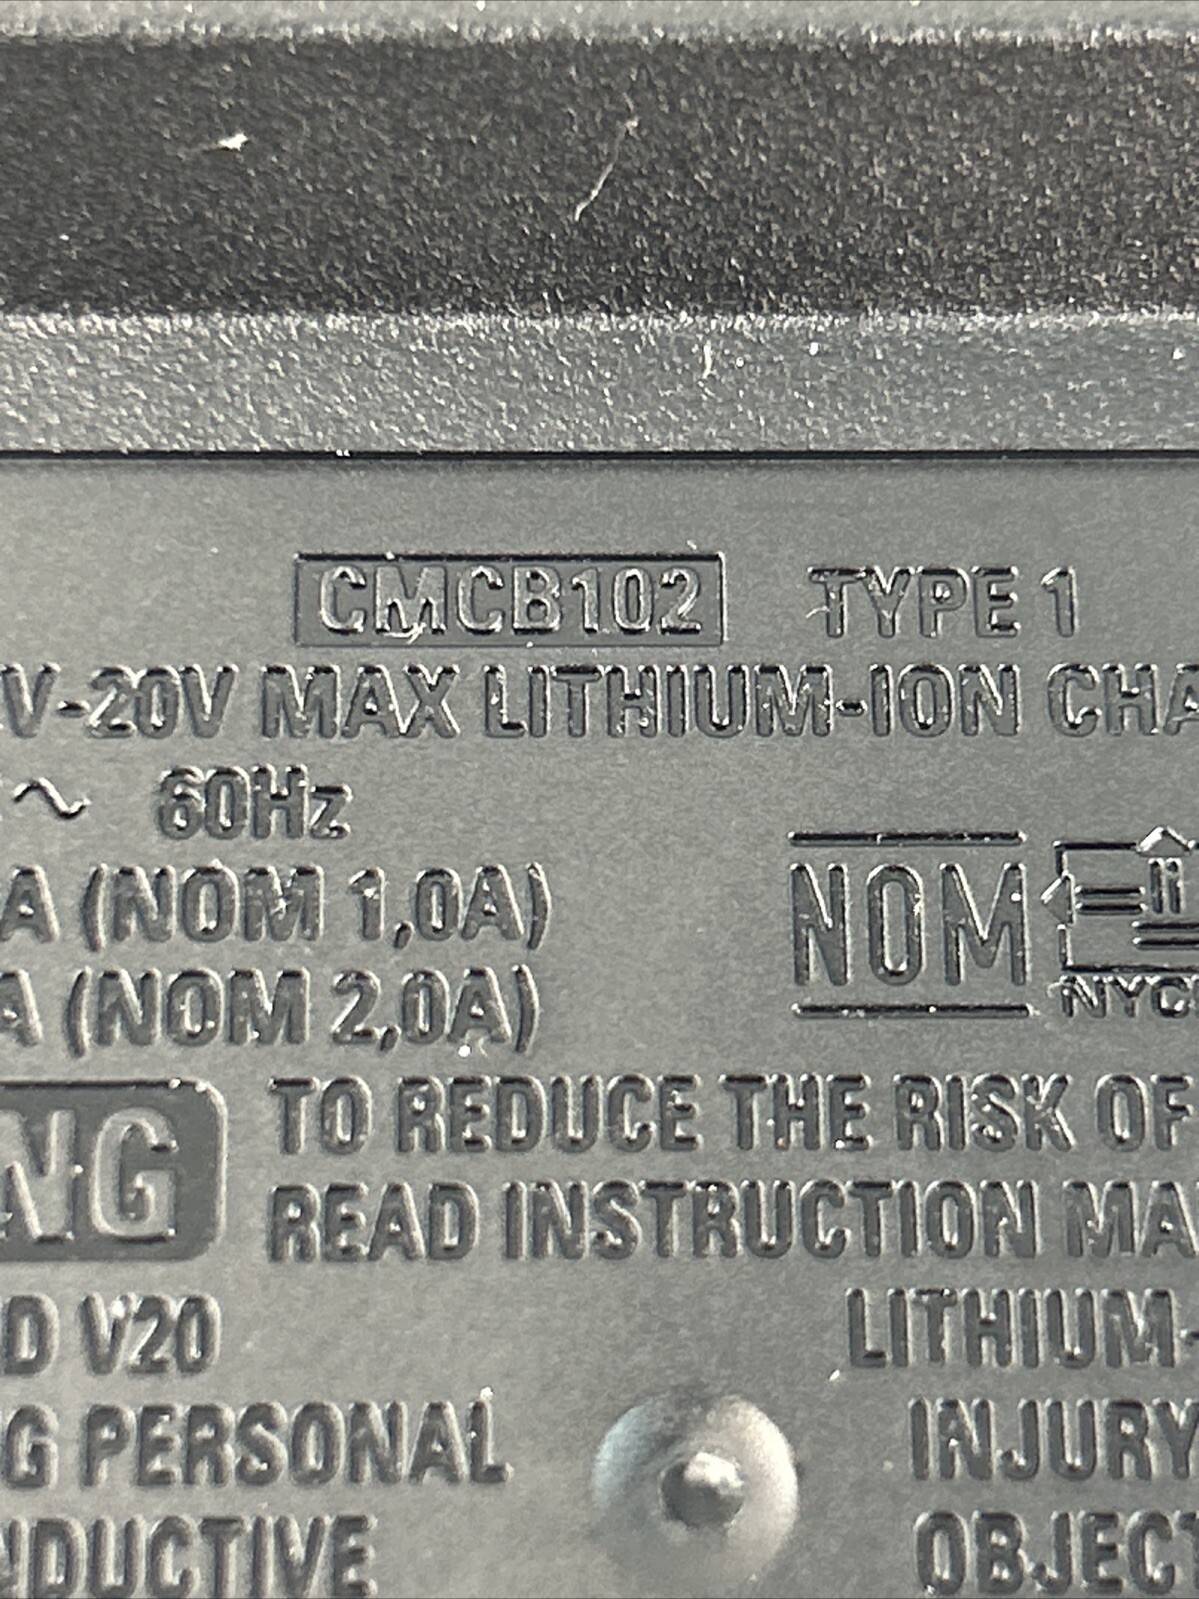 CMCB102 TYPE 1
V-20V MAX LITHIUM-ION CHA
~ 60Hz
A (NOM 1,0A)
A (NOM 2,0A)
NOM
NYC
NG
TO REDUCE THE RISK OF
READ INSTRUCTION MA
D V20
G PERSONAL
NDUCTIVE
LITHIUM-
INJURY
OBJECT